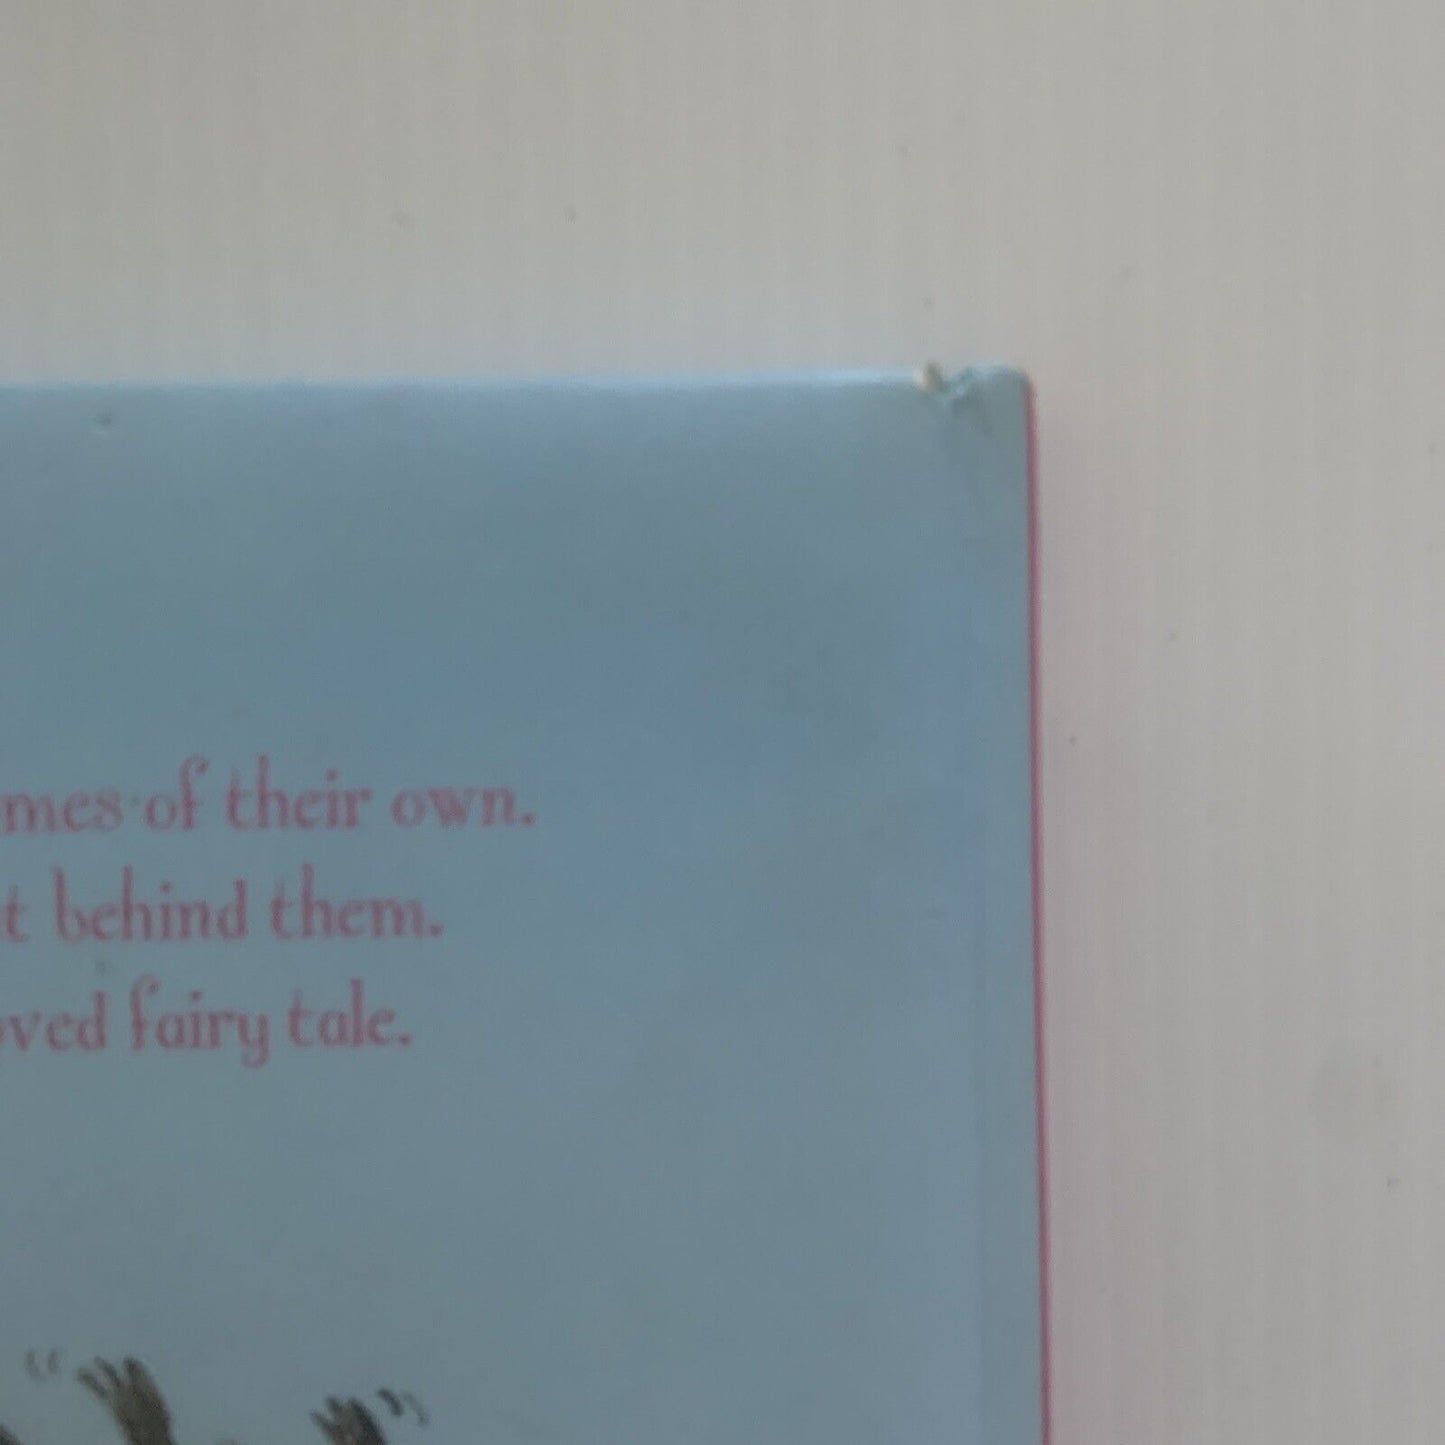 mes of their own.
t behind them.
ved fairy tale.